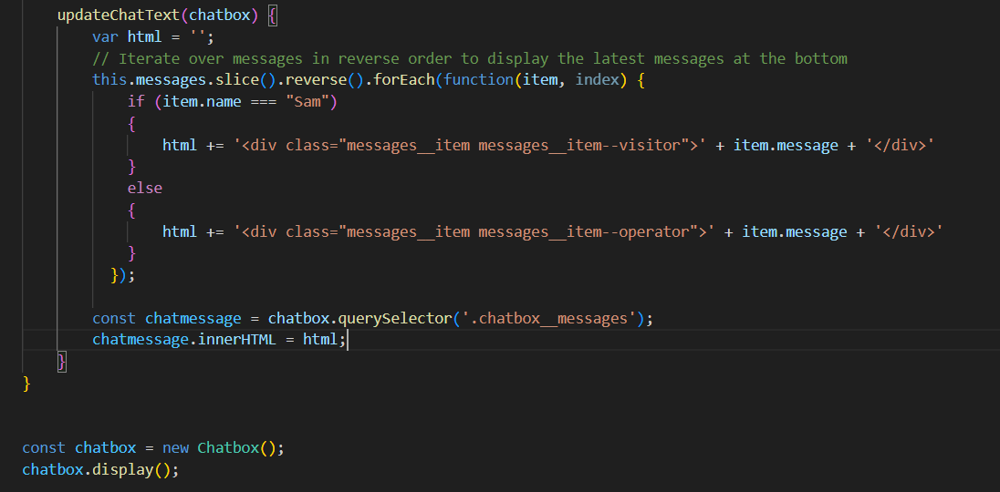 updateChatText(chatbox) {
var html = '';
// Iterate over messages in reverse order to display the latest messages at the bottom
this.messages.slice().reverse().forEach(function(item, index) {
if (item.name === "Sam")
{
html += '<div class="messages__item messages__item--visitor">' + item.message + '</div>'
}
else
{
html += '<div class="messages__item messages__item--operator">' + item.message + '</div>'
}
});
const chatmessage = chatbox.querySelector('.chatbox__messages');
chatmessage.innerHTML = html;
}
}
const chatbox = new Chatbox();
chatbox.display();